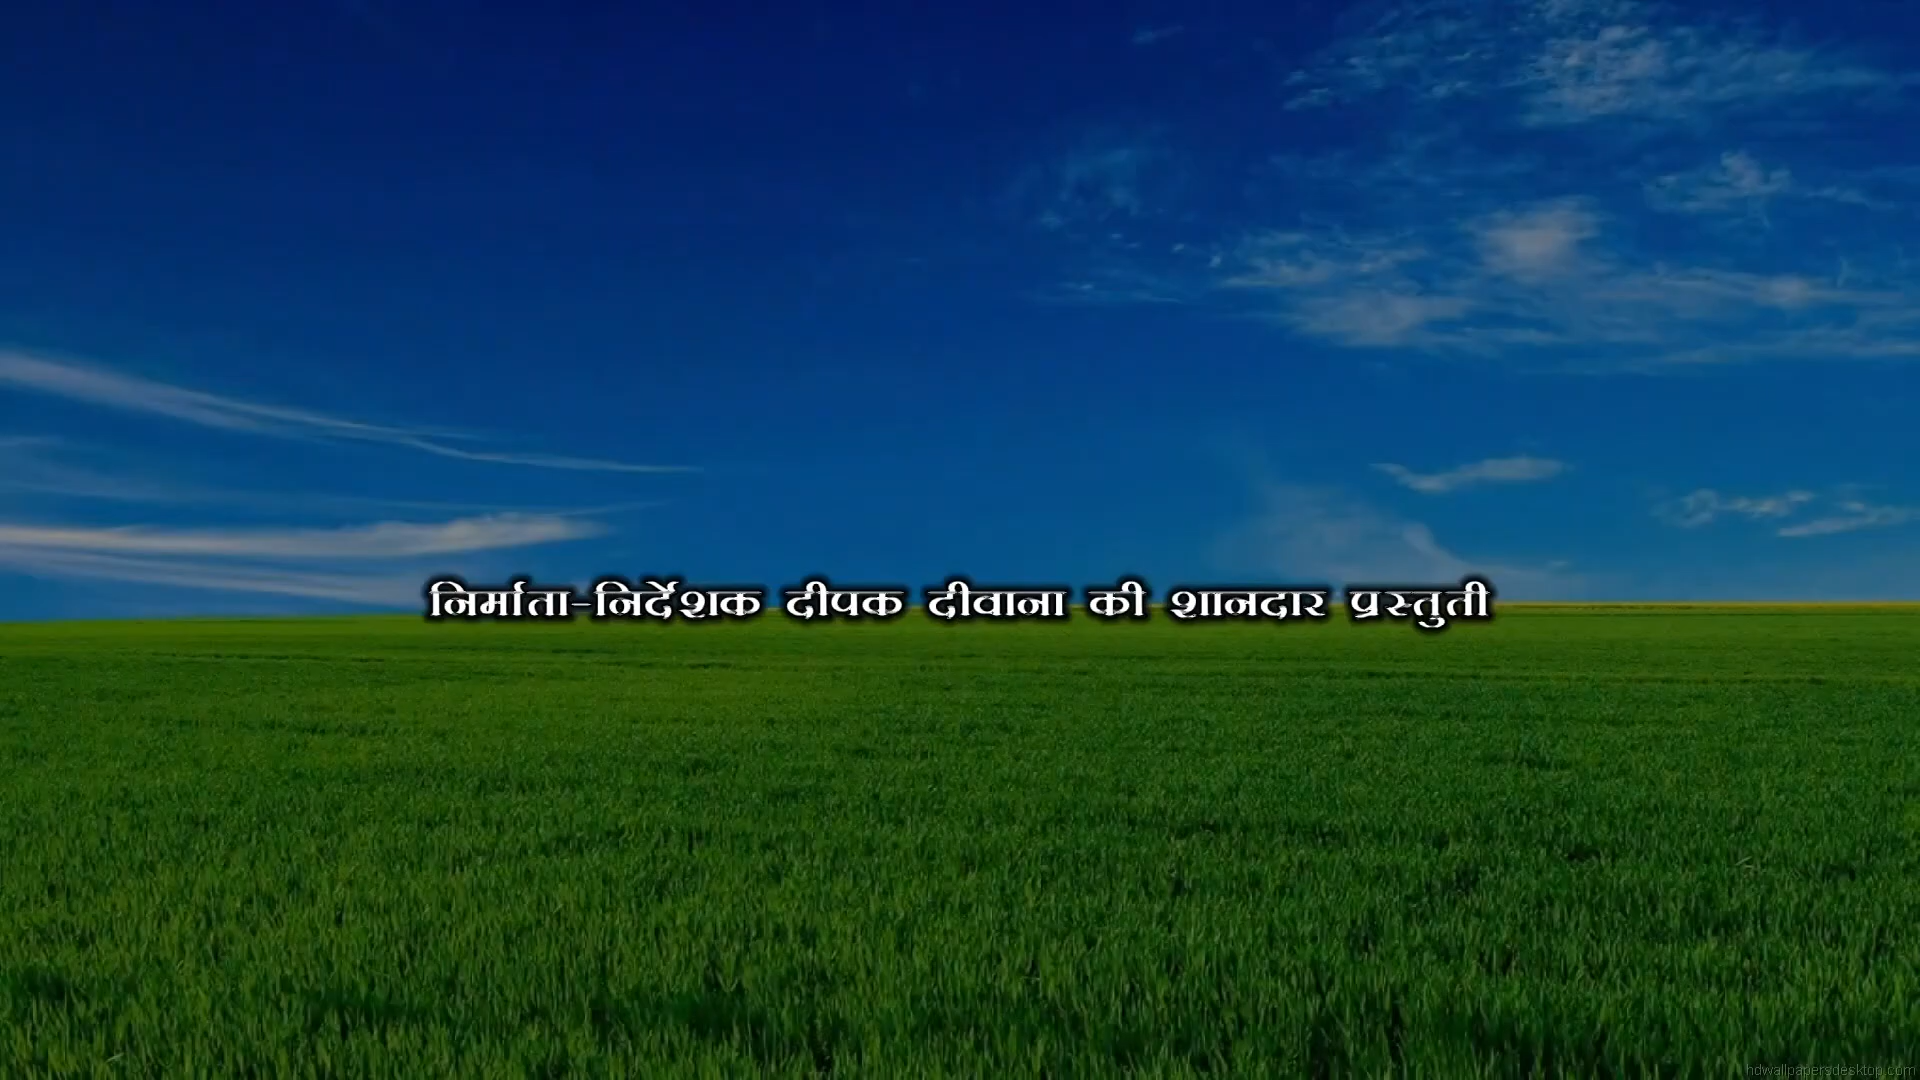 निर्माता-निर्देशक दीपक दीवाना की शानदार प्रस्तुती
hdwallpapersdesktop.com